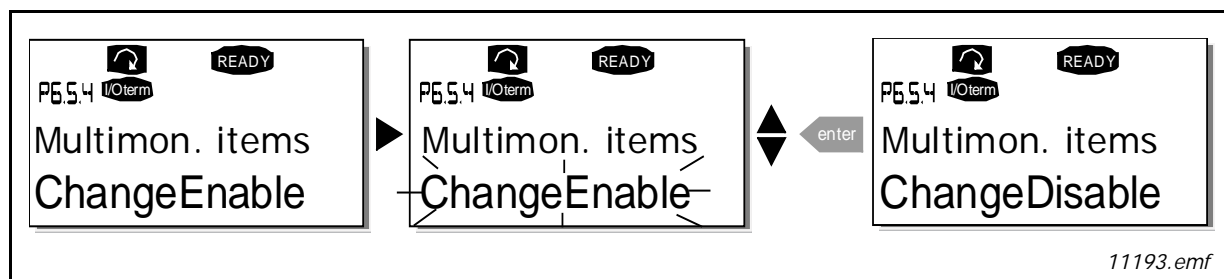 READY
P6.5.4 I/Oterm
Multimon. items
ChangeEnable
READY
P6.5.4 I/Oterm
Multimon. items
ChangeEnable
enter
READY
P6.5.4 I/Oterm
Multimon. items
ChangeDisable
11193.emf